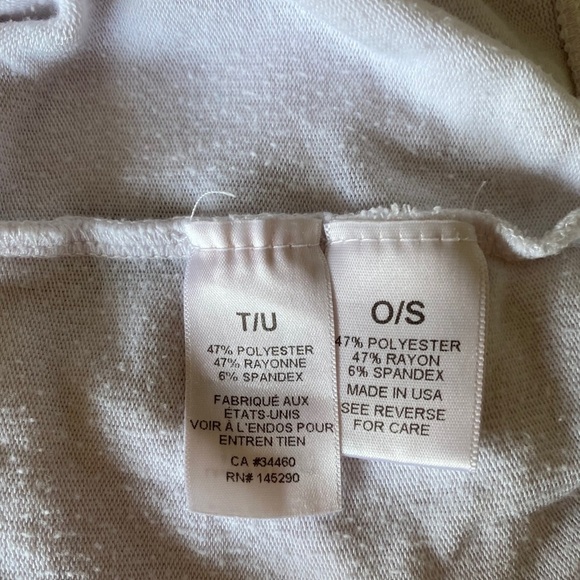 T/U
47% POLYESTER
47% RAYONNE
6% SPANDEX
FABRIQUÉ AUX
ÉTATS-UNIS
VOIR À L'ENDOS POUR
ENTREN TIEN
CA #34460
RN# 145290
O/S
47% POLYESTER
47% RAYON
6% SPANDEX
MADE IN USA
SEE REVERSE
FOR CARE